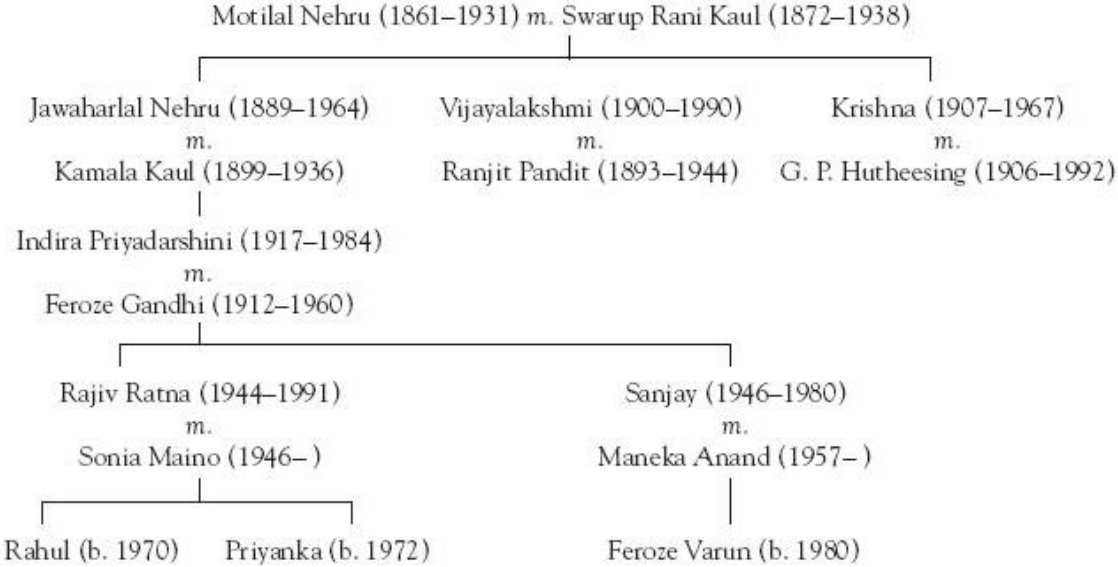 Motilal Nehru (1861–1931) m. Swarup Rani Kaul (1872–1938)
Jawaharlal Nehru (1889–1964) Vijayalakshmi (1900–1990) Krishna (1907–1967)
m. m. m.
Kamala Kaul (1899–1936) Ranjit Pandit (1893–1944) G. P. Hutheesing (1906–1992)
Indira Priyadarshini (1917–1984)
m.
Feroze Gandhi (1912–1960)
Rajiv Ratna (1944–1991) Sanjay (1946–1980)
m. m.
Sonia Maino (1946– ) Maneka Anand (1957– )
Rahul (b. 1970) Priyanka (b. 1972) Feroze Varun (b. 1980)